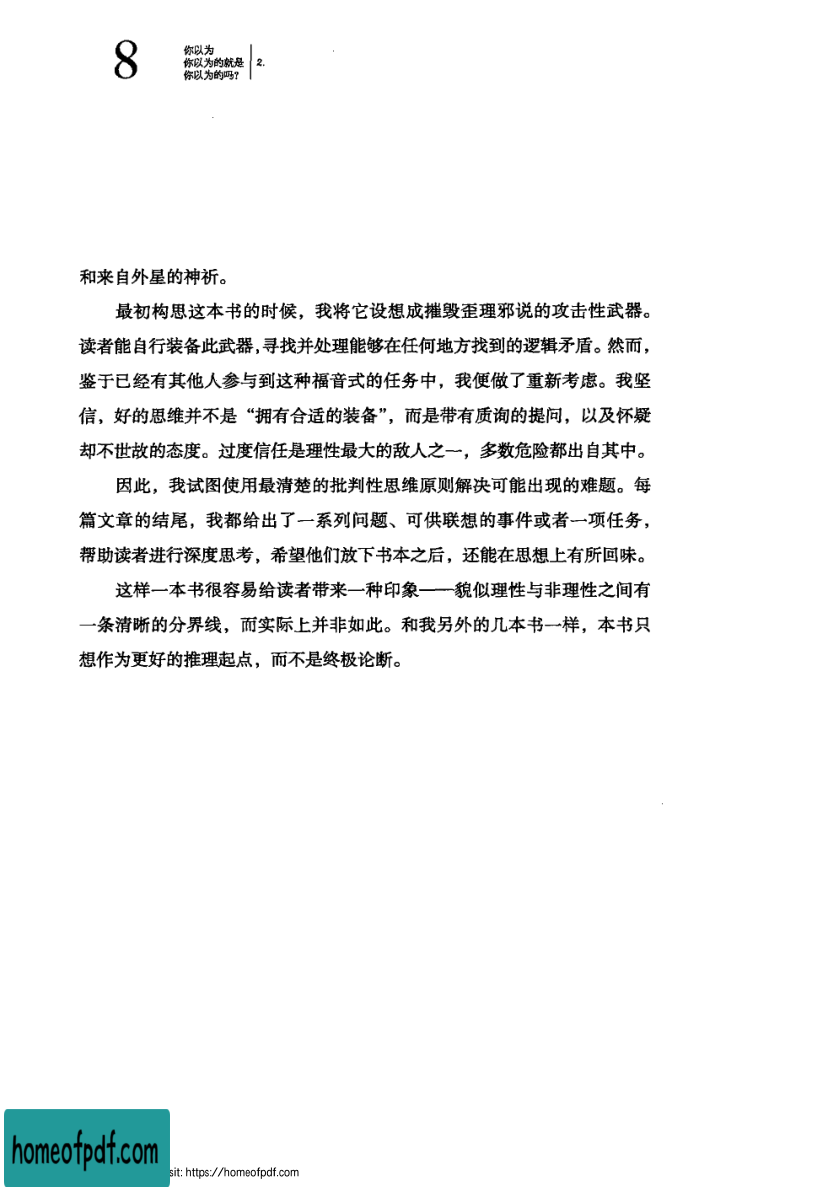 8
你以为
你以为的就是
你以为的吗?
2.
和来自外星的神祈。
最初构思这本书的时候，我将它设想成摧毁歪理邪说的攻击性武器。
读者能自行装备此武器,寻找并处理能够在任何地方找到的逻辑矛盾。然而，
鉴于已经有其他人参与到这种福音式的任务中，我便做了重新考虑。我坚
信，好的思维并不是“拥有合适的装备”，而是带有质询的提问，以及怀疑
却不世故的态度。过度信任是理性最大的敌人之一，多数危险都出自其中。
因此，我试图使用最清楚的批判性思维原则解决可能出现的难题。每
篇文章的结尾，我都给出了一系列问题、可供联想的事件或者一项任务，
帮助读者进行深度思考，希望他们放下书本之后，还能在思想上有所回味。
这样一本书很容易给读者带来一种印象——貌似理性与非理性之间有
一条清晰的分界线，而实际上并非如此。和我另外的几本书一样，本书只
想作为更好的推理起点，而不是终极论断。
homeofpdf.com
sit: https://homeofpdf.com